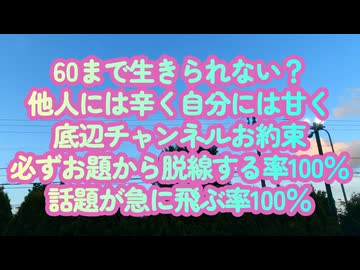 60まで生きられない？
他人には辛く自分には甘く
底辺チャンネルお約束
必ずお題から脱線する率100％
話題が急に飛ぶ率100％